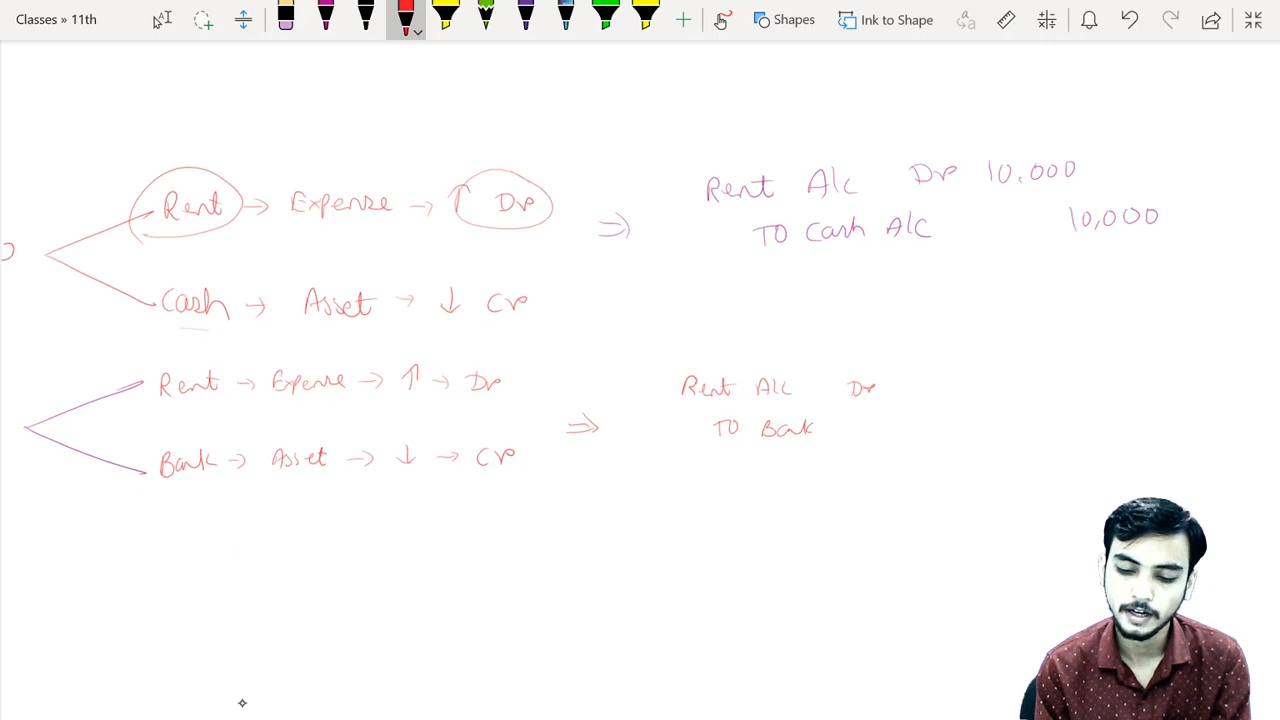 Classes » 11th
Shapes
Ink to Shape
Rent → Expense → ↑ Dr
⇒ Rent A/c Dr 10,000
To Cash A/c 10,000
Cash → Asset → ↓ Cr
Rent → Expense → ↑ → Dr
⇒ Rent A/c Dr
To Bank
Bank → Asset → ↓ → Cr